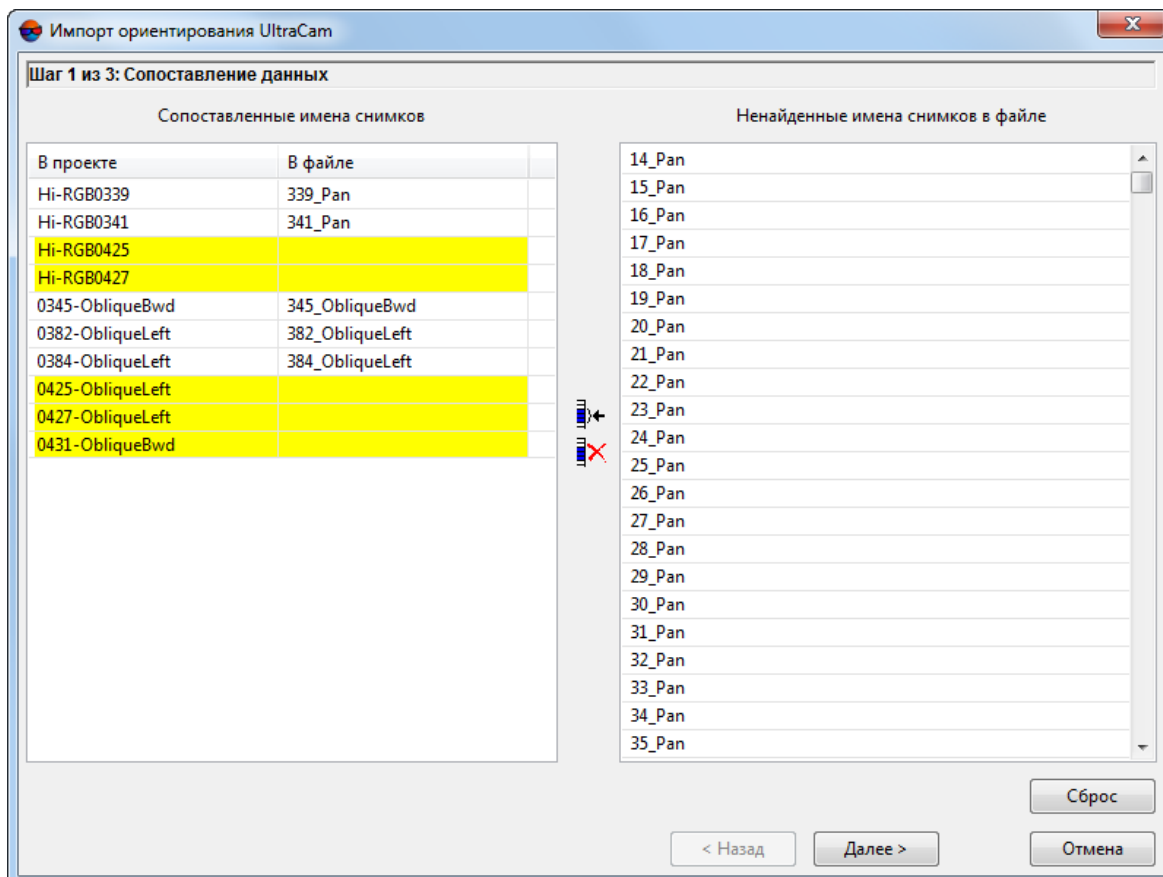 Импорт ориентирования UltraCam
Шаг 1 из 3: Сопоставление данных
Сопоставленные имена снимков
В проекте В файле
Hi-RGB0339 339_Pan
Hi-RGB0341 341_Pan
Hi-RGB0425
Hi-RGB0427
0345-ObliqueBwd 345_ObliqueBwd
0382-ObliqueLeft 382_ObliqueLeft
0384-ObliqueLeft 384_ObliqueLeft
0425-ObliqueLeft
0427-ObliqueLeft
0431-ObliqueBwd
Ненайденные имена снимков в файле
14_Pan
15_Pan
16_Pan
17_Pan
18_Pan
19_Pan
20_Pan
21_Pan
22_Pan
23_Pan
24_Pan
25_Pan
26_Pan
27_Pan
28_Pan
29_Pan
30_Pan
31_Pan
32_Pan
33_Pan
34_Pan
35_Pan
Сброс
< Назад Далее > Отмена